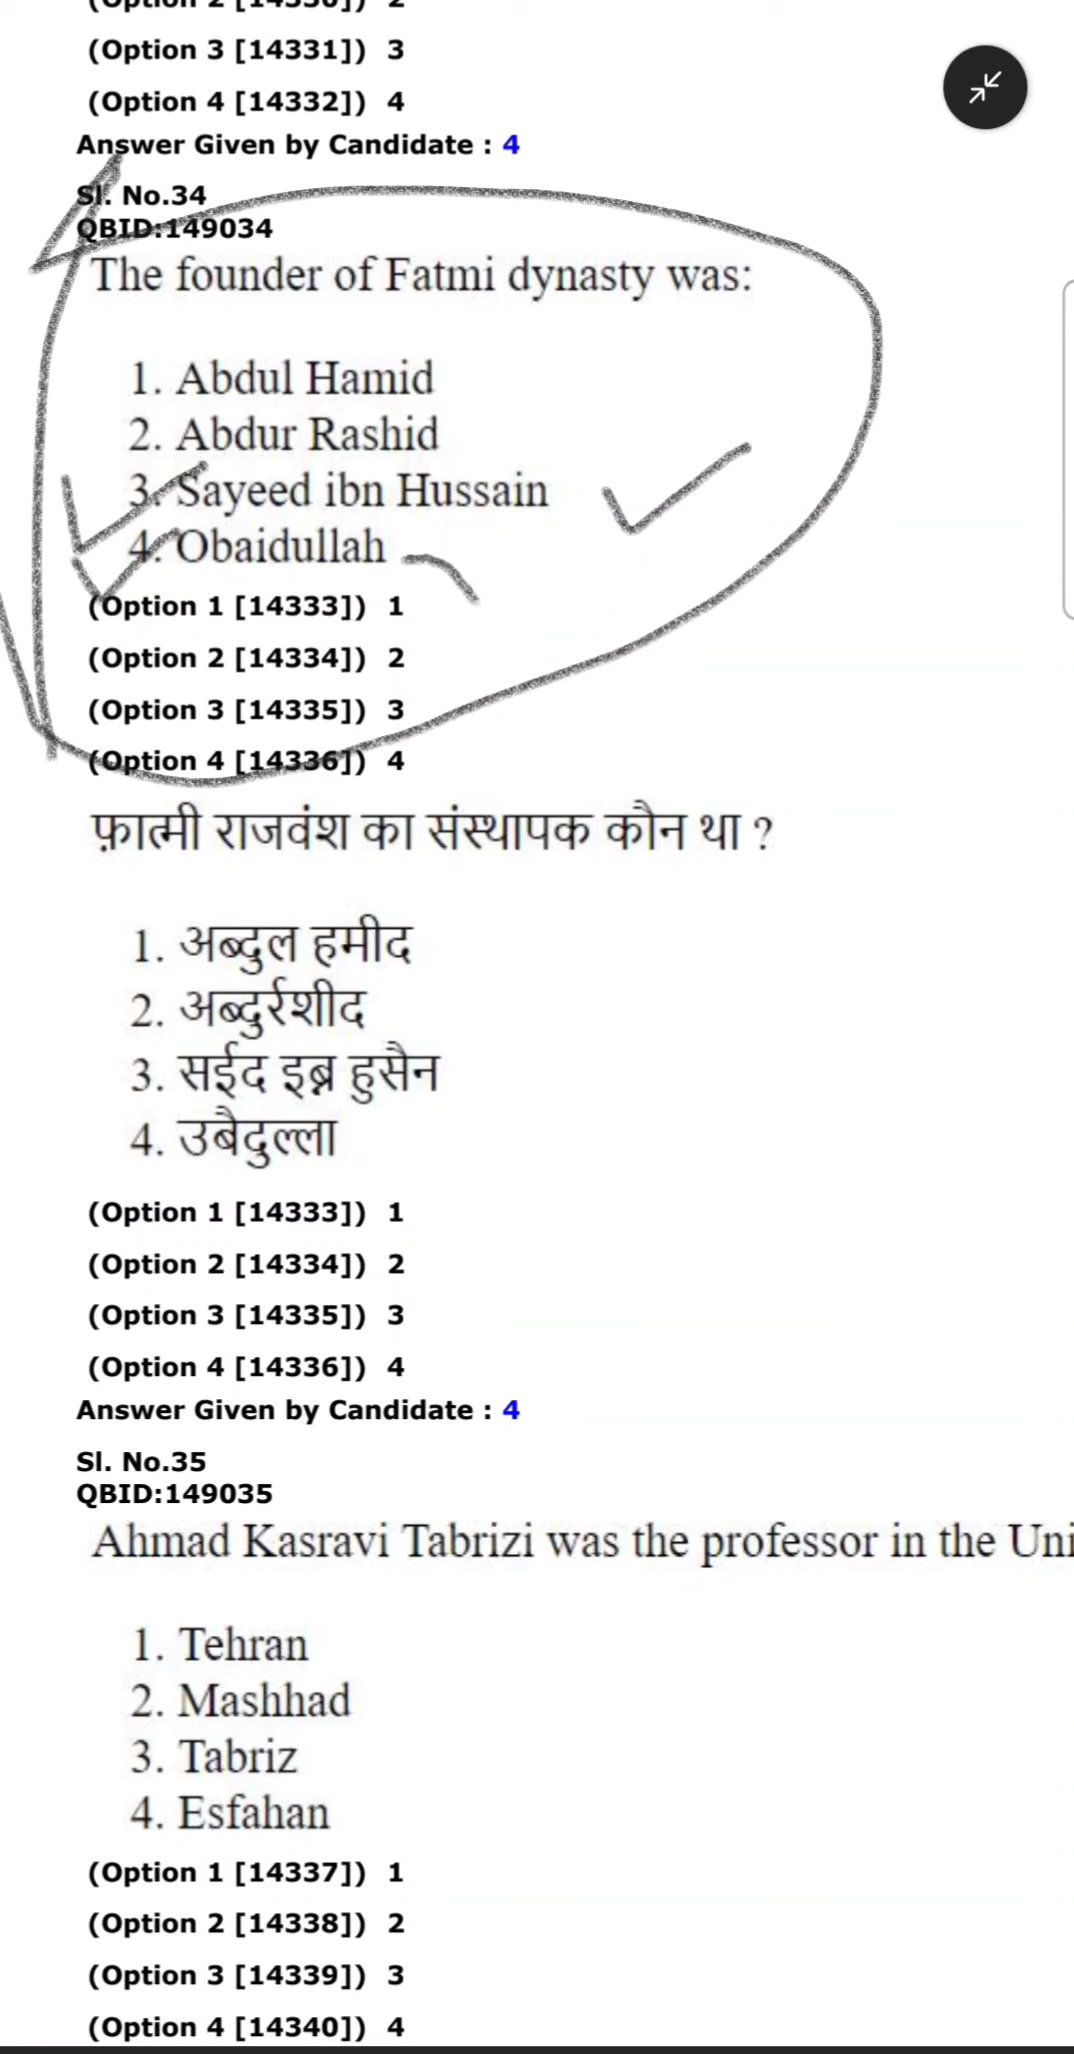 (Option 3 [14331]) 3
(Option 4 [14332]) 4
Answer Given by Candidate : 4
Sl. No.34
QBID:149034
The founder of Fatmi dynasty was:
1. Abdul Hamid
2. Abdur Rashid
3. Sayeed ibn Hussain
4. Obaidullah
(Option 1 [14333]) 1
(Option 2 [14334]) 2
(Option 3 [14335]) 3
(Option 4 [14336]) 4
फ़ात्मी राजवंश का संस्थापक कौन था ?
1. अब्दुल हमीद
2. अब्दुर्रशीद
3. सईद इब्न हुसैन
4. उबैदुल्ला
(Option 1 [14333]) 1
(Option 2 [14334]) 2
(Option 3 [14335]) 3
(Option 4 [14336]) 4
Answer Given by Candidate : 4
Sl. No.35
QBID:149035
Ahmad Kasravi Tabrizi was the professor in the Uni
1. Tehran
2. Mashhad
3. Tabriz
4. Esfahan
(Option 1 [14337]) 1
(Option 2 [14338]) 2
(Option 3 [14339]) 3
(Option 4 [14340]) 4